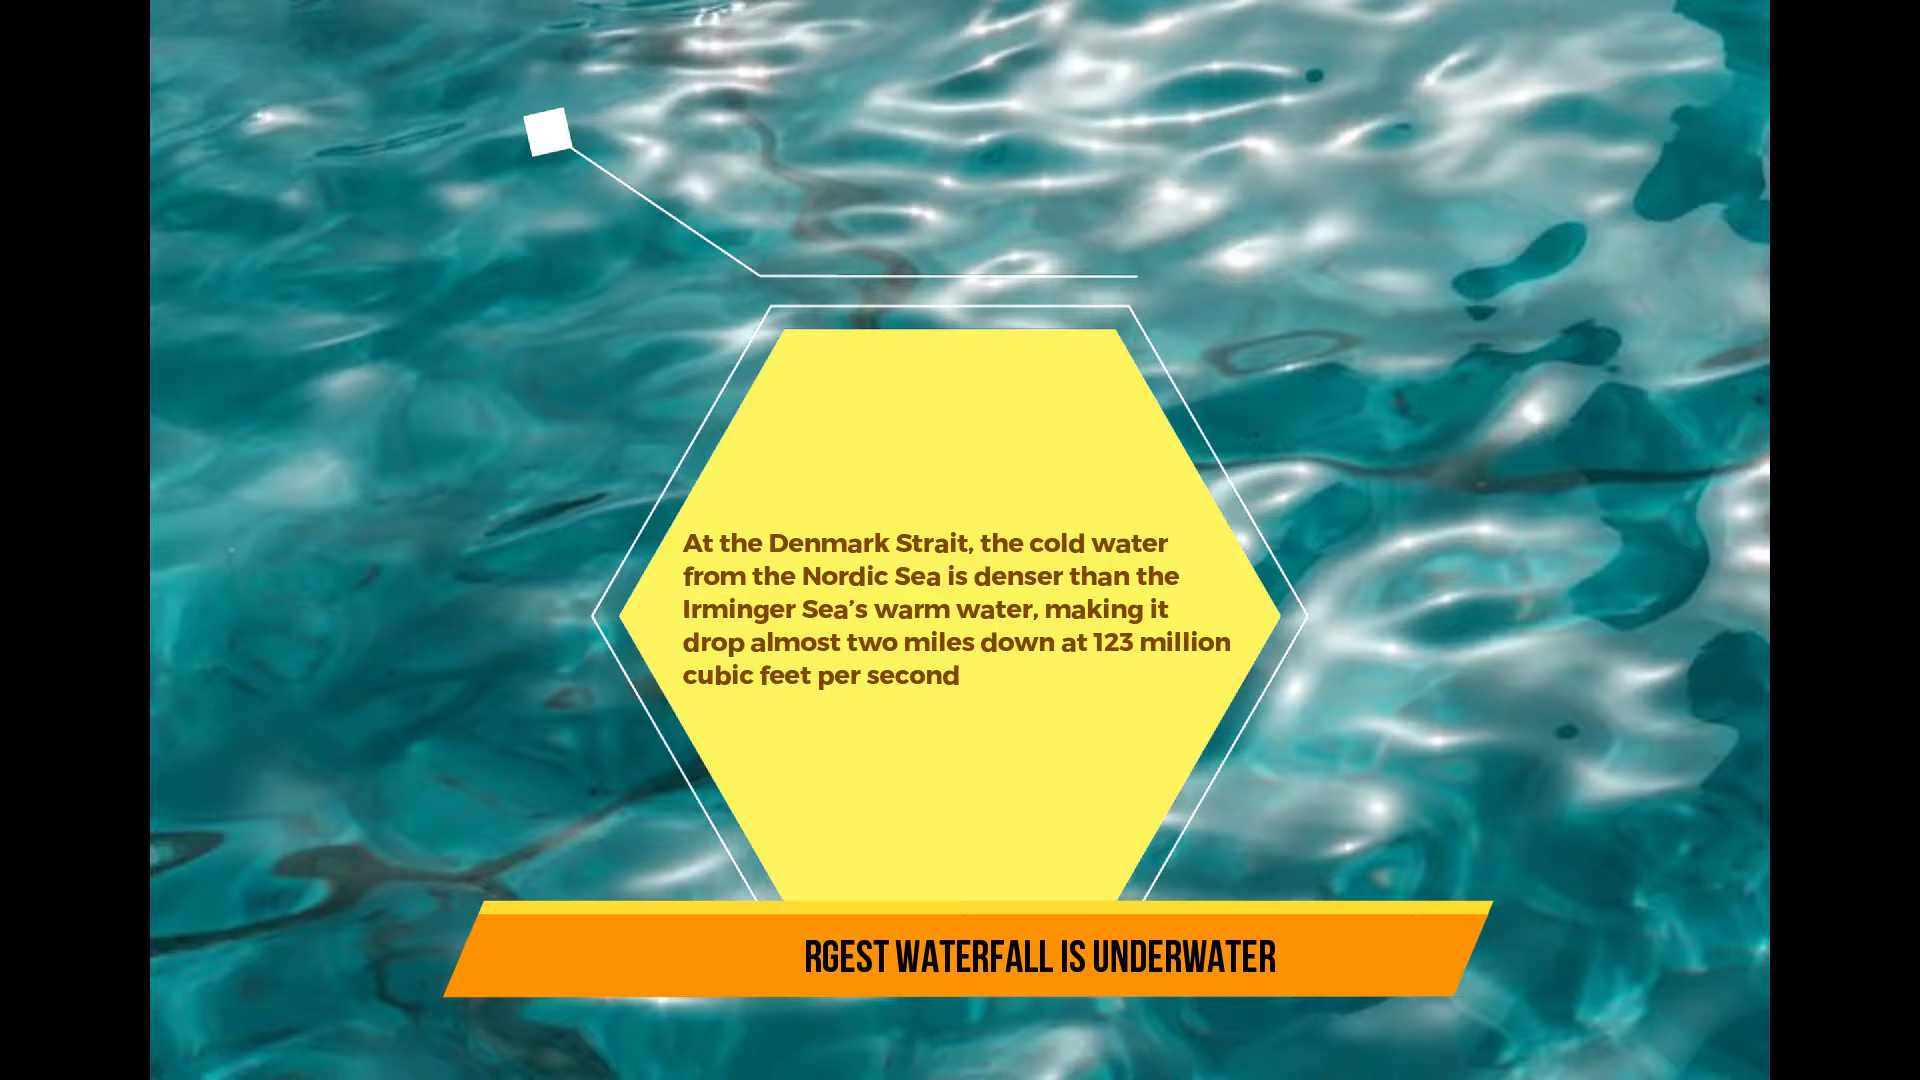 At the Denmark Strait, the cold water
from the Nordic Sea is denser than the
Irminger Sea’s warm water, making it
drop almost two miles down at 123 million
cubic feet per second
RGEST WATERFALL IS UNDERWATER